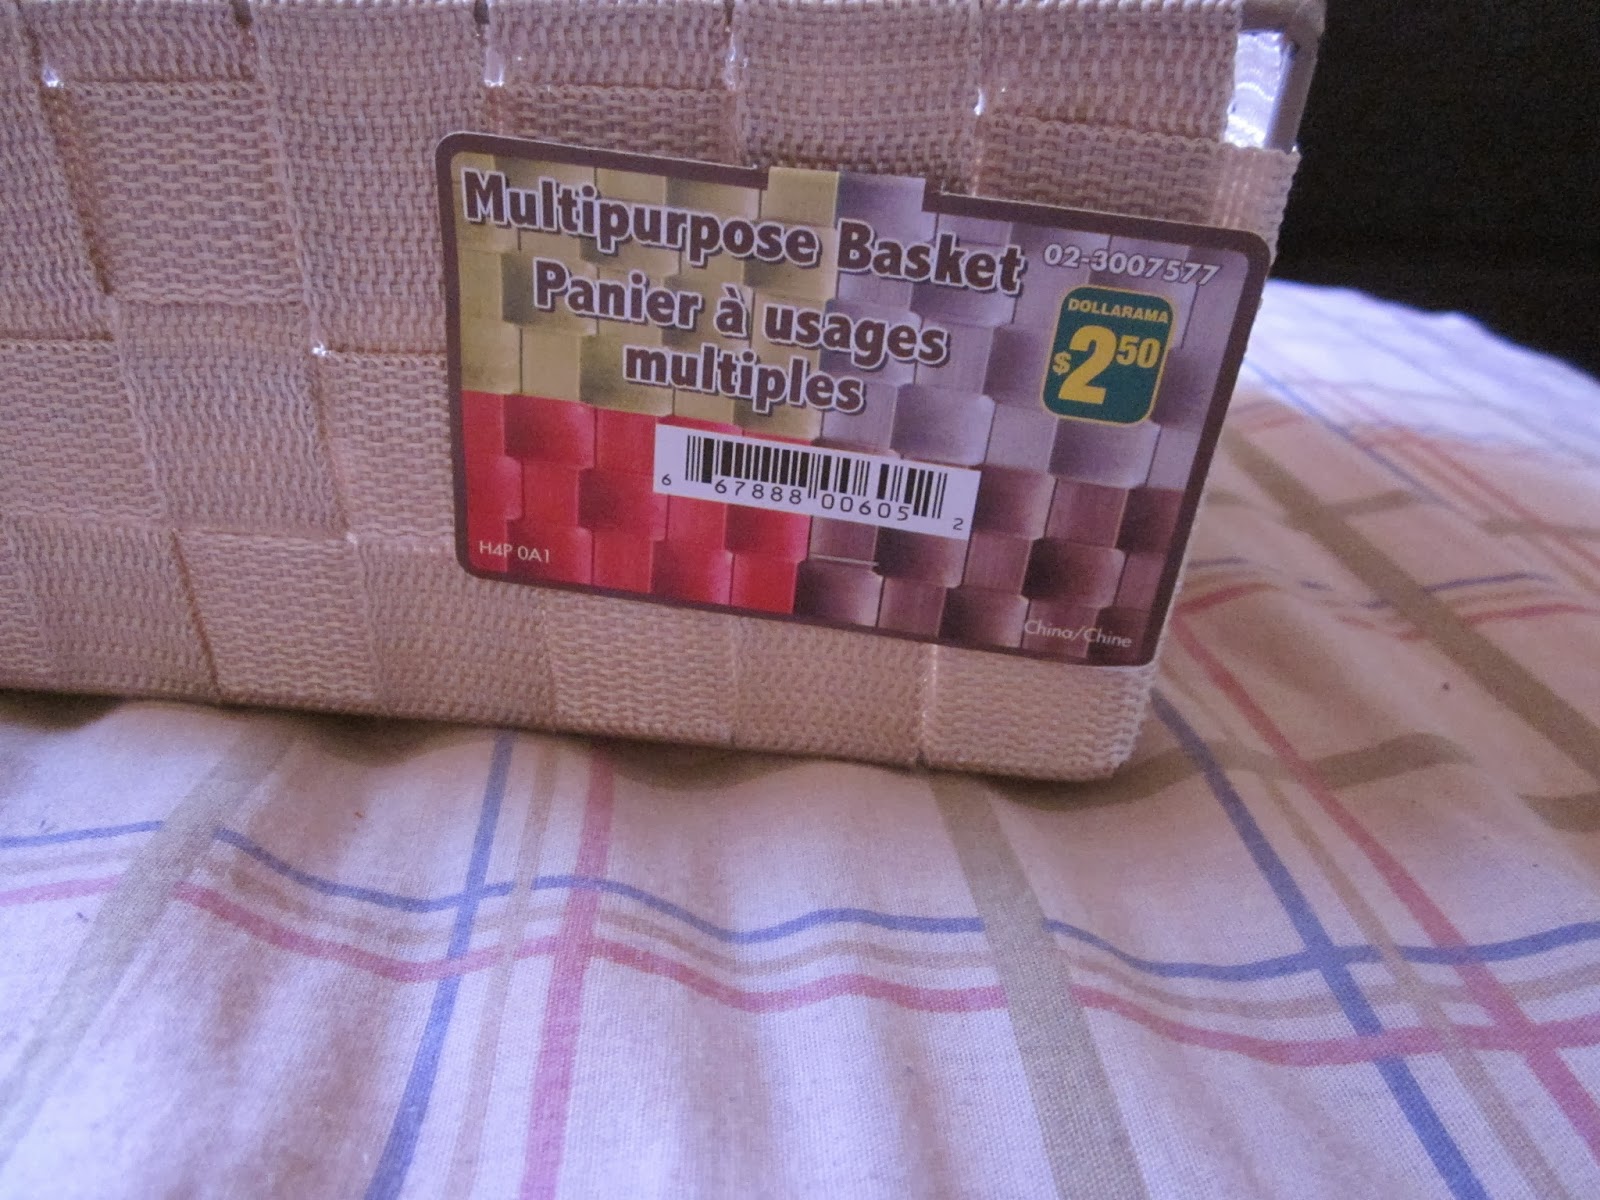 Multipurpose Basket
02-3007577
Panier à usages
multiples
DOLLARAMA
$2.50
6 67888 00605 2
H4P 0A1
China/Chine